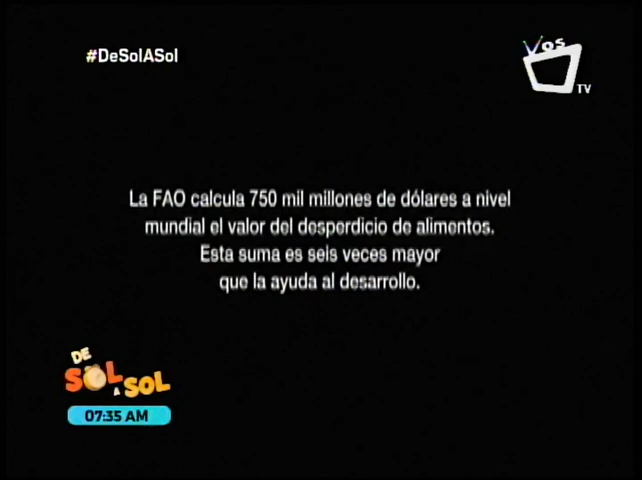 #DeSolASol
Vos
TV
La FAO calcula 750 mil millones de dólares a nivel
mundial el valor del desperdicio de alimentos.
Esta suma es seis veces mayor
que la ayuda al desarrollo.
DE
SOL
A SOL
07:35 AM